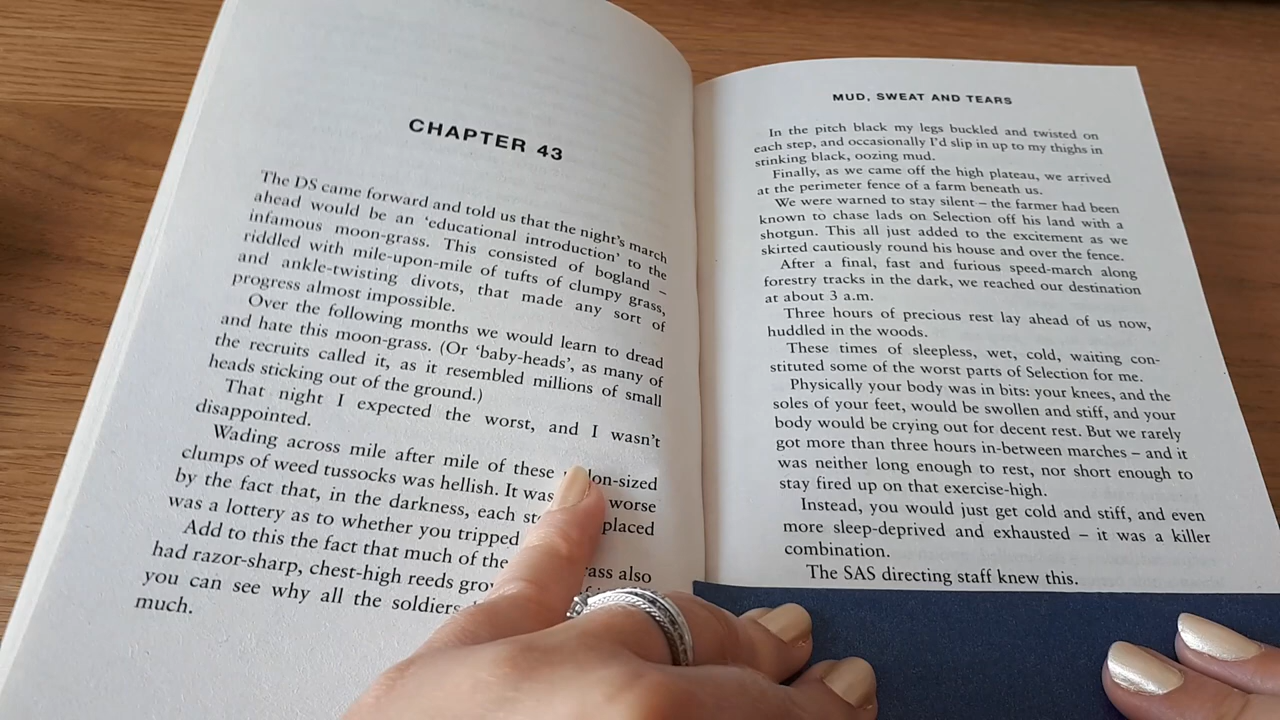 CHAPTER 43
The DS came forward and told us that the night's march
ahead would be an 'educational introduction' to the
infamous moon-grass. This consisted of bogland –
riddled with mile-upon-mile of tufts of clumpy grass,
and ankle-twisting divots, that made any sort of
progress almost impossible.
Over the following months we would learn to dread
and hate this moon-grass. (Or 'baby-heads', as many of
the recruits called it, as it resembled millions of small
heads sticking out of the ground.)
That night I expected the worst, and I wasn't
disappointed.
Wading across mile after mile of these
clumps of weed tussocks was hellish. It was worse
by the fact that, in the darkness, each placed
was a lottery as to whether you tripped
Add to this the fact that much of the also
had razor-sharp, chest-high reeds
you can see why all the soldiers
much.
MUD, SWEAT AND TEARS
In the pitch black my legs buckled and twisted on
each step, and occasionally I'd slip in up to my thighs in
stinking black, oozing mud.
Finally, as we came off the high plateau, we arrived
at the perimeter fence of a farm beneath us.
We were warned to stay silent – the farmer had been
known to chase lads on Selection off his land with a
shotgun. This all just added to the excitement as we
skirted cautiously round his house and over the fence.
After a final, fast and furious speed-march along
forestry tracks in the dark, we reached our destination
at about 3 a.m.
Three hours of precious rest lay ahead of us now,
huddled in the woods.
These times of sleepless, wet, cold, waiting con-
stituted some of the worst parts of Selection for me.
Physically your body was in bits: your knees, and the
soles of your feet, would be swollen and stiff, and your
body would be crying out for decent rest. But we rarely
got more than three hours in-between marches – and it
was neither long enough to rest, nor short enough to
stay fired up on that exercise-high.
Instead, you would just get cold and stiff, and even
more sleep-deprived and exhausted – it was a killer
combination.
The SAS directing staff knew this.